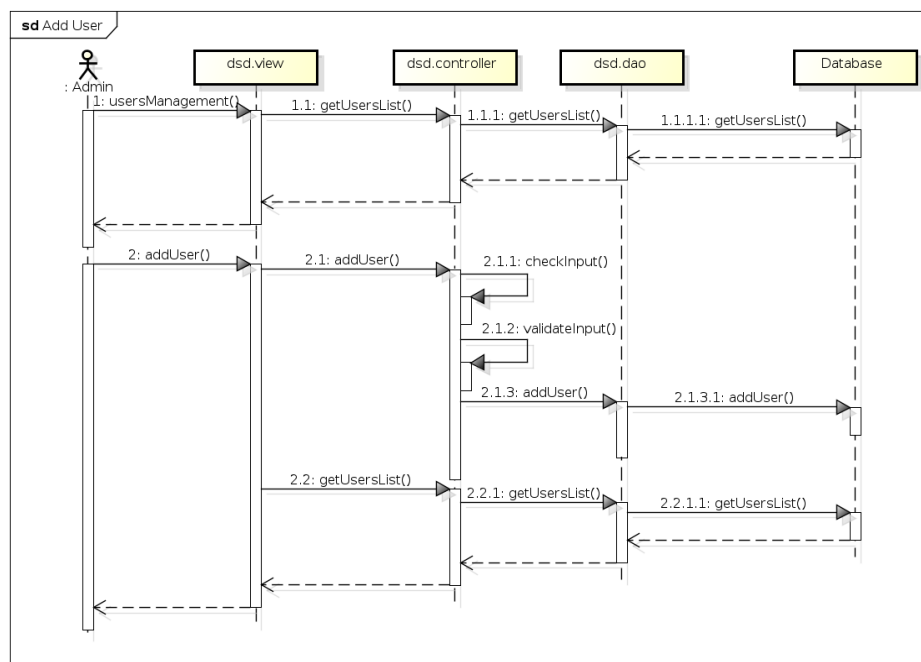 sd Add User
: Admin
dsd.view
dsd.controller
dsd.dao
Database
1: usersManagement()
1.1: getUsersList()
1.1.1: getUsersList()
1.1.1.1: getUsersList()
2: addUser()
2.1: addUser()
2.1.1: checkInput()
2.1.2: validateInput()
2.1.3: addUser()
2.1.3.1: addUser()
2.2: getUsersList()
2.2.1: getUsersList()
2.2.1.1: getUsersList()